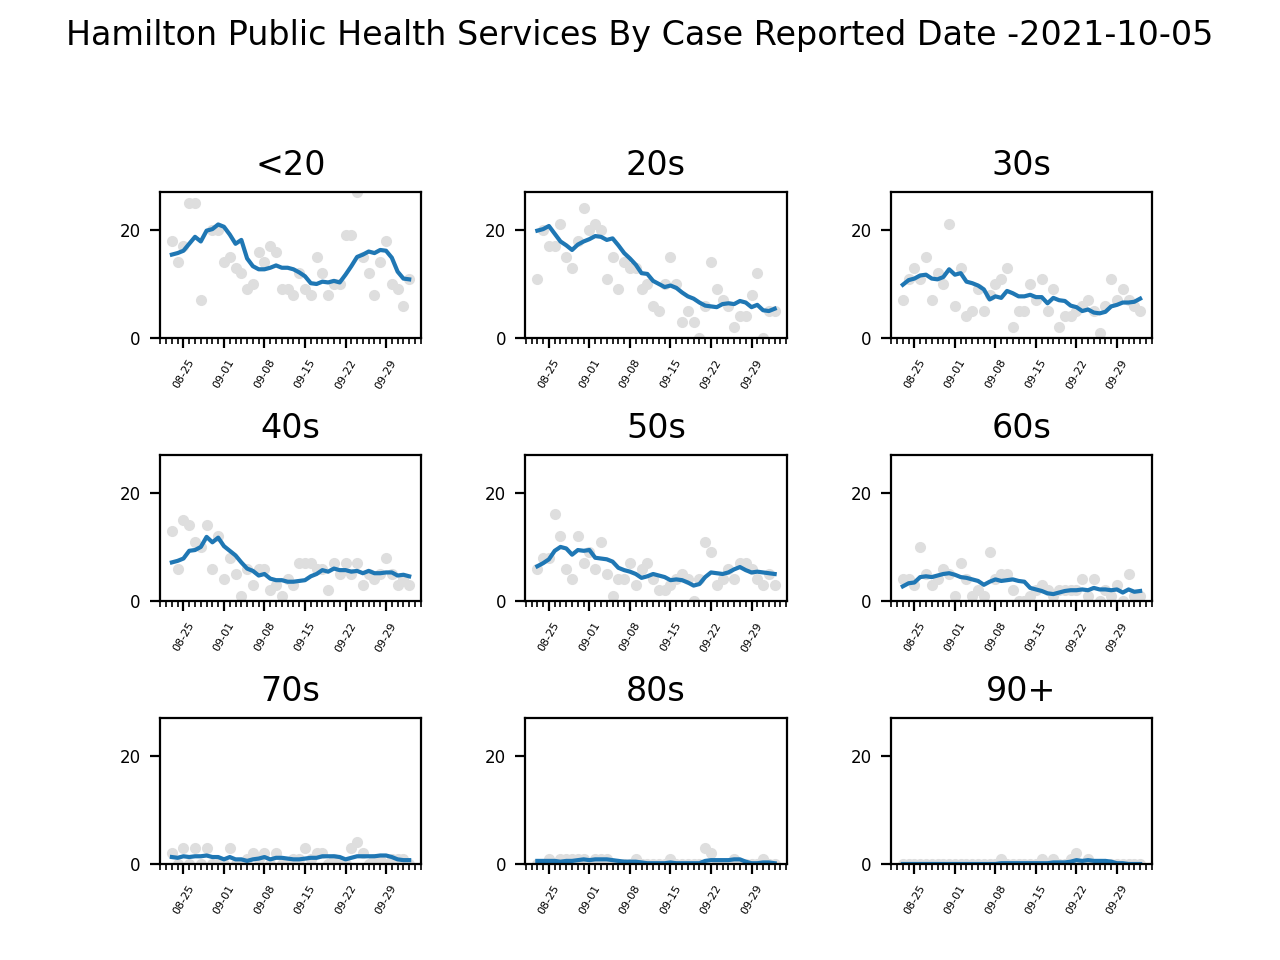 Hamilton Public Health Services By Case Reported Date -2021-10-05
<20 20s 30s
20 20 20
0 0 0
08-25 09-01 09-08 09-15 09-22 09-29 08-25 09-01 09-08 09-15 09-22 09-29 08-25 09-01 09-08 09-15 09-22 09-29
40s 50s 60s
20 20 20
0 0 0
08-25 09-01 09-08 09-15 09-22 09-29 08-25 09-01 09-08 09-15 09-22 09-29 08-25 09-01 09-08 09-15 09-22 09-29
70s 80s 90+
20 20 20
0 0 0
08-25 09-01 09-08 09-15 09-22 09-29 08-25 09-01 09-08 09-15 09-22 09-29 08-25 09-01 09-08 09-15 09-22 09-29